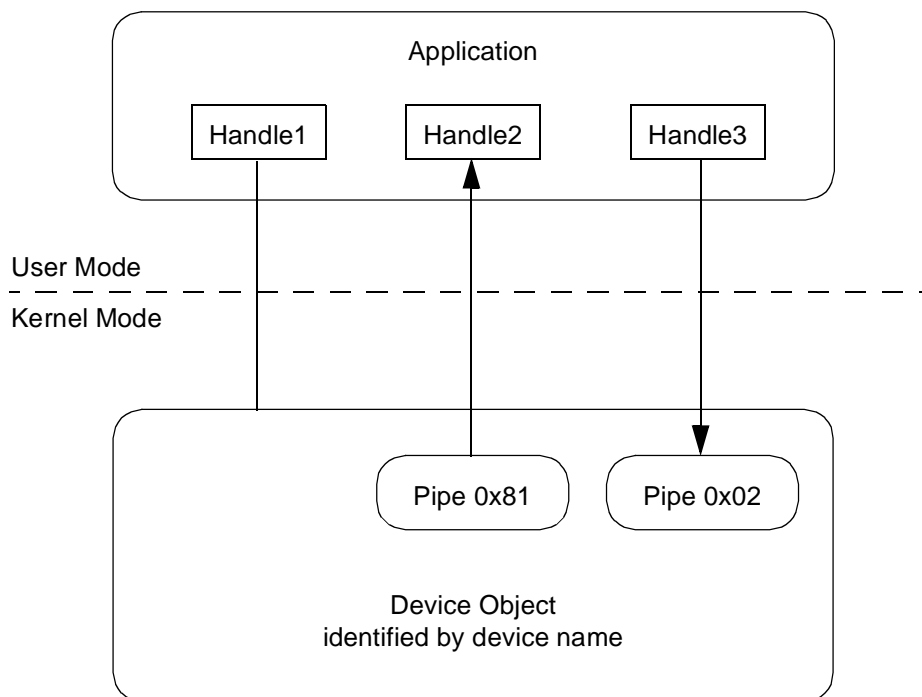 Application
Handle1
Handle2
Handle3
User Mode
Kernel Mode
Pipe 0x81
Pipe 0x02
Device Object
identified by device name